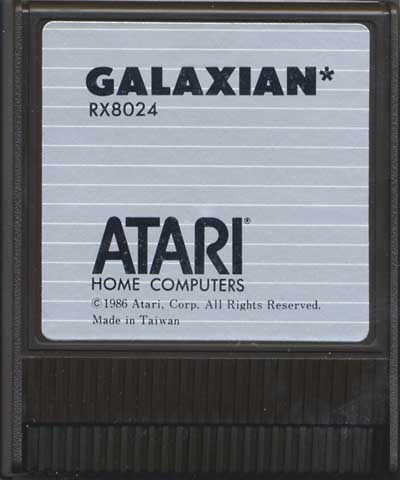 GALAXIAN*
RX8024
ATARI®
HOME COMPUTERS
©1986 Atari, Corp. All Rights Reserved.
Made in Taiwan